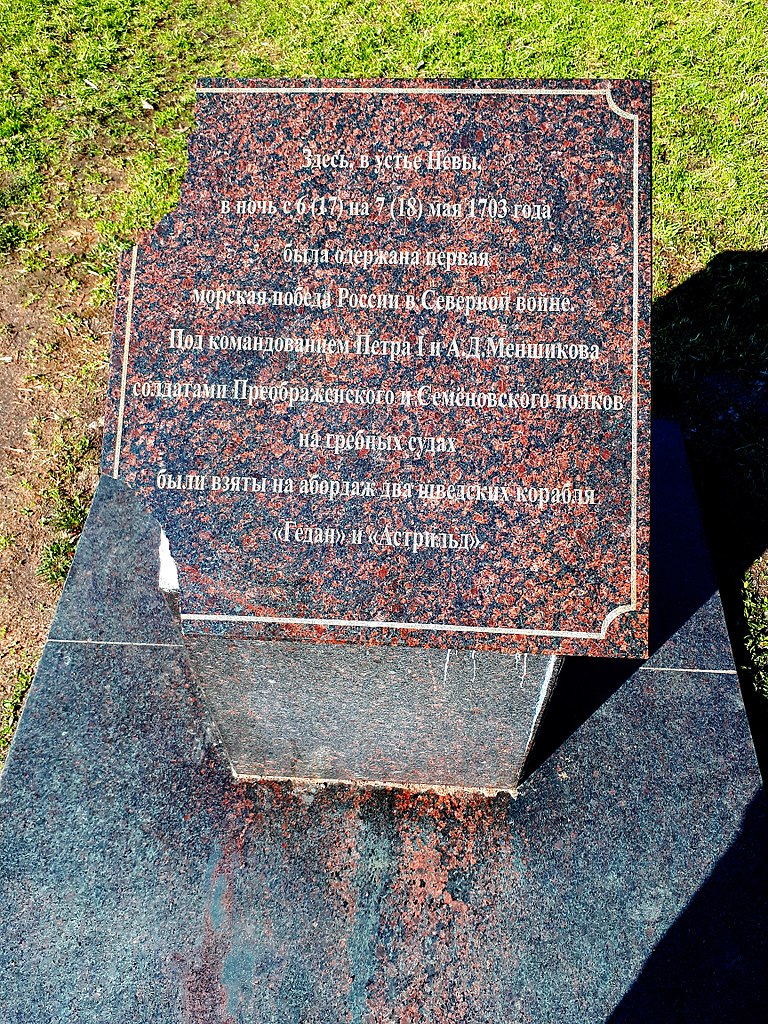 Здесь, в устье Невы,
в ночь с 6 (17) на 7 (18) мая 1703 года
была одержана первая
морская победа России в Северной войне.
Под командованием Петра I и А.Д.Меншикова
солдатами Преображенского и Семёновского полков
на гребных судах
были взяты на абордаж два шведских корабля
«Гедан» и «Астрильд».